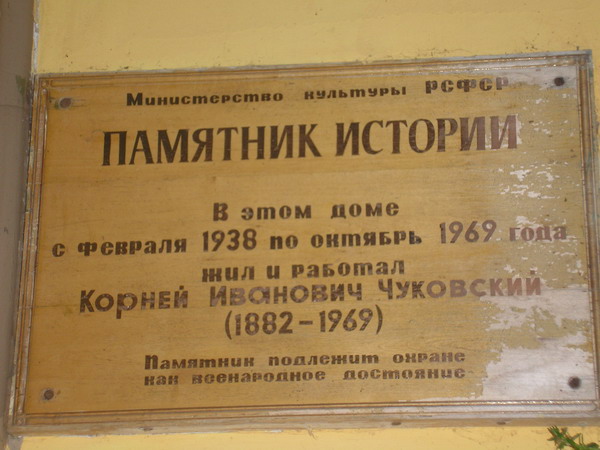 Министерство культуры РСФСР
ПАМЯТНИК ИСТОРИИ
В этом доме
с февраля 1938 по октябрь 1969 года
жил и работал
Корней Иванович Чуковский
(1882-1969)
Памятник подлежит охране
как всенародное достояние